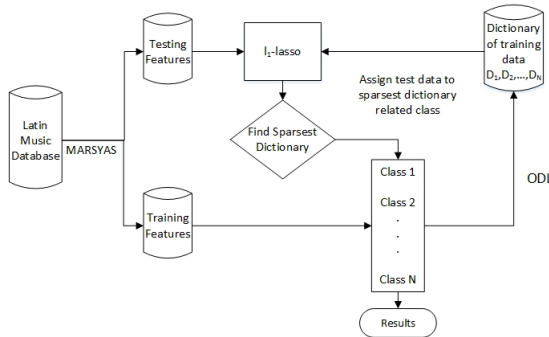 Testing
Features
l₁-lasso
Dictionary
of training
data
D₁,D₂,...,Dɴ
Assign test data to
sparsest dictionary
related class
Latin
Music
Database
MARSYAS
Find Sparsest
Dictionary
Training
Features
Class 1
Class 2
.
.
.
.
Class N
ODL
Results